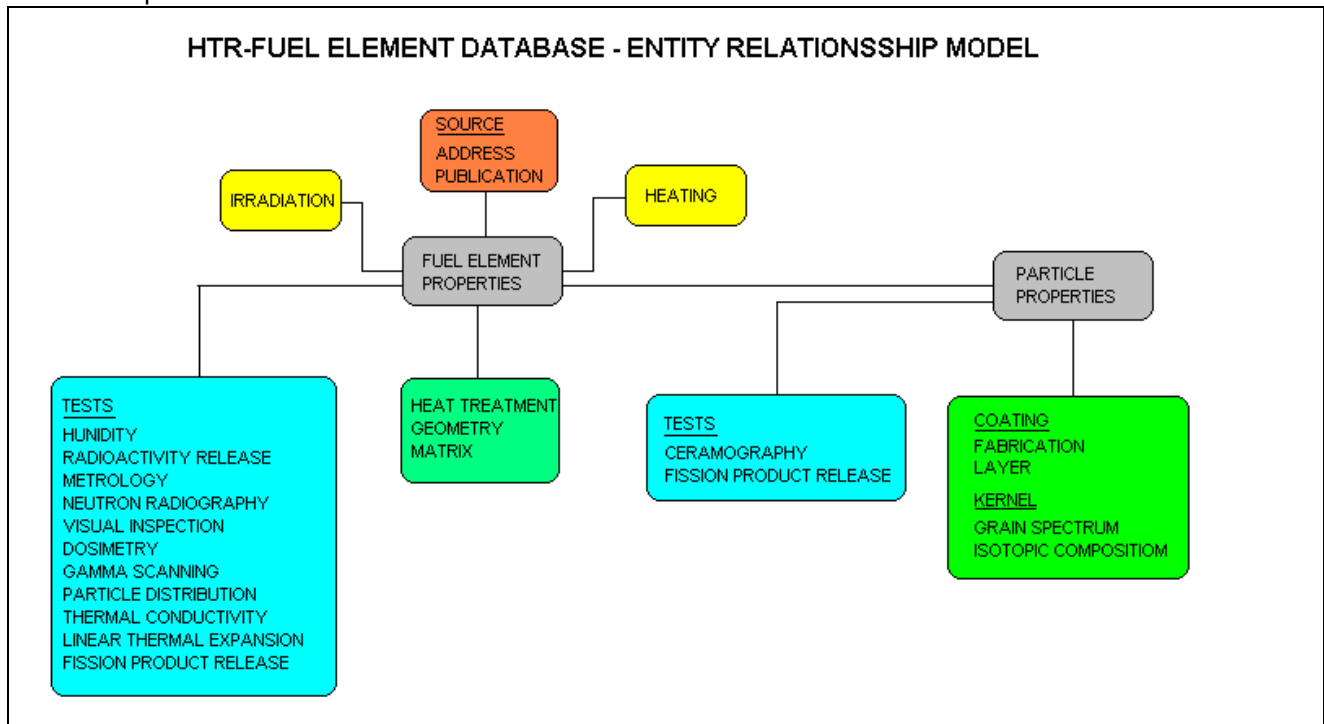 HTR-FUEL ELEMENT DATABASE - ENTITY RELATIONSSHIP MODEL
SOURCE
ADDRESS
PUBLICATION
IRRADIATION
HEATING
FUEL ELEMENT
PROPERTIES
PARTICLE
PROPERTIES
TESTS
HUNIDITY
RADIOACTIVITY RELEASE
METROLOGY
NEUTRON RADIOGRAPHY
VISUAL INSPECTION
DOSIMETRY
GAMMA SCANNING
PARTICLE DISTRIBUTION
THERMAL CONDUCTIVITY
LINEAR THERMAL EXPANSION
FISSION PRODUCT RELEASE
HEAT TREATMENT
GEOMETRY
MATRIX
TESTS
CERAMOGRAPHY
FISSION PRODUCT RELEASE
COATING
FABRICATION
LAYER
KERNEL
GRAIN SPECTRUM
ISOTOPIC COMPOSITIOM